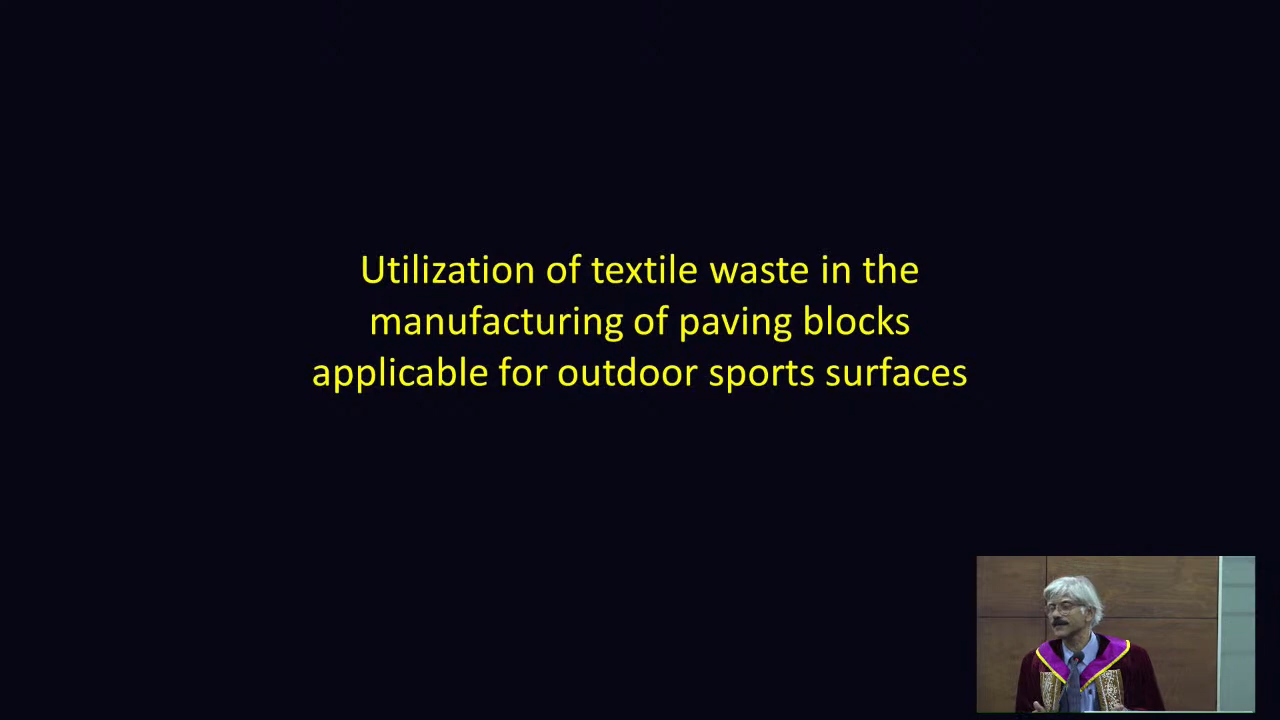 Utilization of textile waste in the
manufacturing of paving blocks
applicable for outdoor sports surfaces